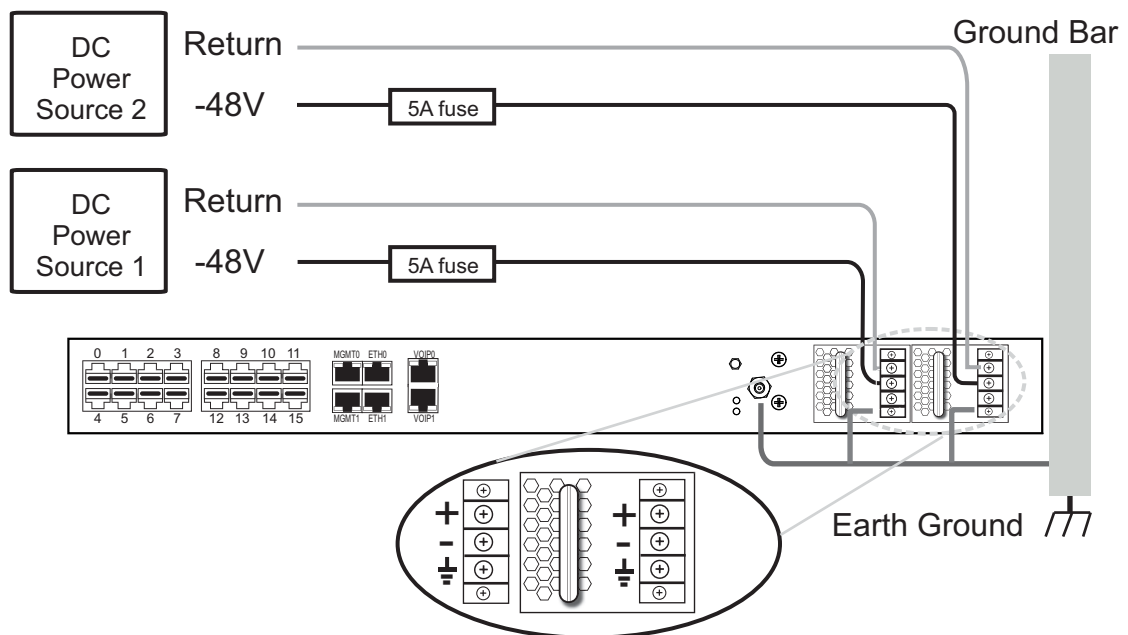 DC
Power
Source 2
Return
-48V
5A fuse
Ground Bar
DC
Power
Source 1
Return
-48V
5A fuse
0 1 2 3 8 9 10 11 MGMT0 ETH0 VOIP0
4 5 6 7 12 13 14 15 MGMT1 ETH1 VOIP1
+ +
- -
Earth Ground